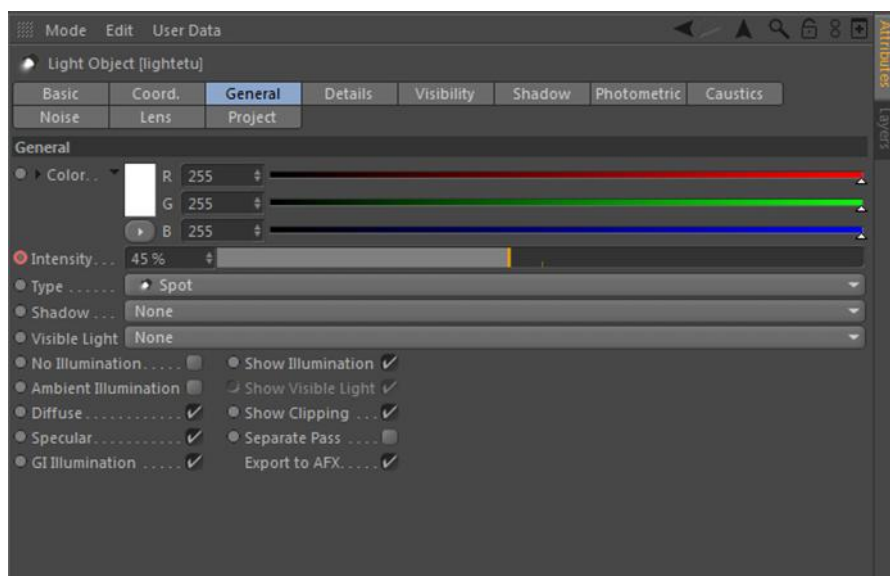 Mode Edit User Data
Attributes
Layers
Light Object [lightetu]
Basic Coord. General Details Visibility Shadow Photometric Caustics
Noise Lens Project
General
Color. . R 255
G 255
B 255
Intensity. . . 45 %
Type . . . . . . Spot
Shadow . . . None
Visible Light None
No Illumination. . . . . Show Illumination
Ambient Illumination Show Visible Light
Diffuse . . . . . . . . . . . . Show Clipping . . .
Specular. . . . . . . . . . . Separate Pass . . . .
GI Illumination . . . . . Export to AFX. . . . .